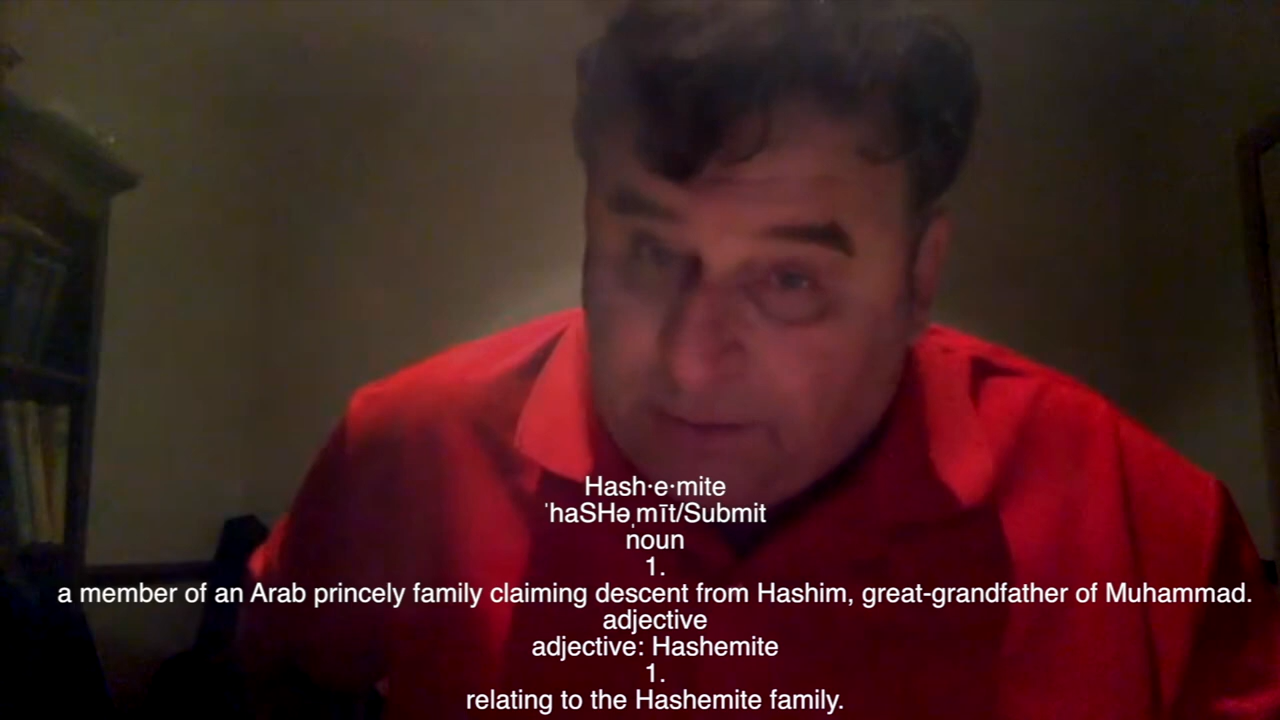 Hash·e·mite
ˈhaSHəˌmīt/Submit
noun
1.
a member of an Arab princely family claiming descent from Hashim, great-grandfather of Muhammad.
adjective
adjective: Hashemite
1.
relating to the Hashemite family.